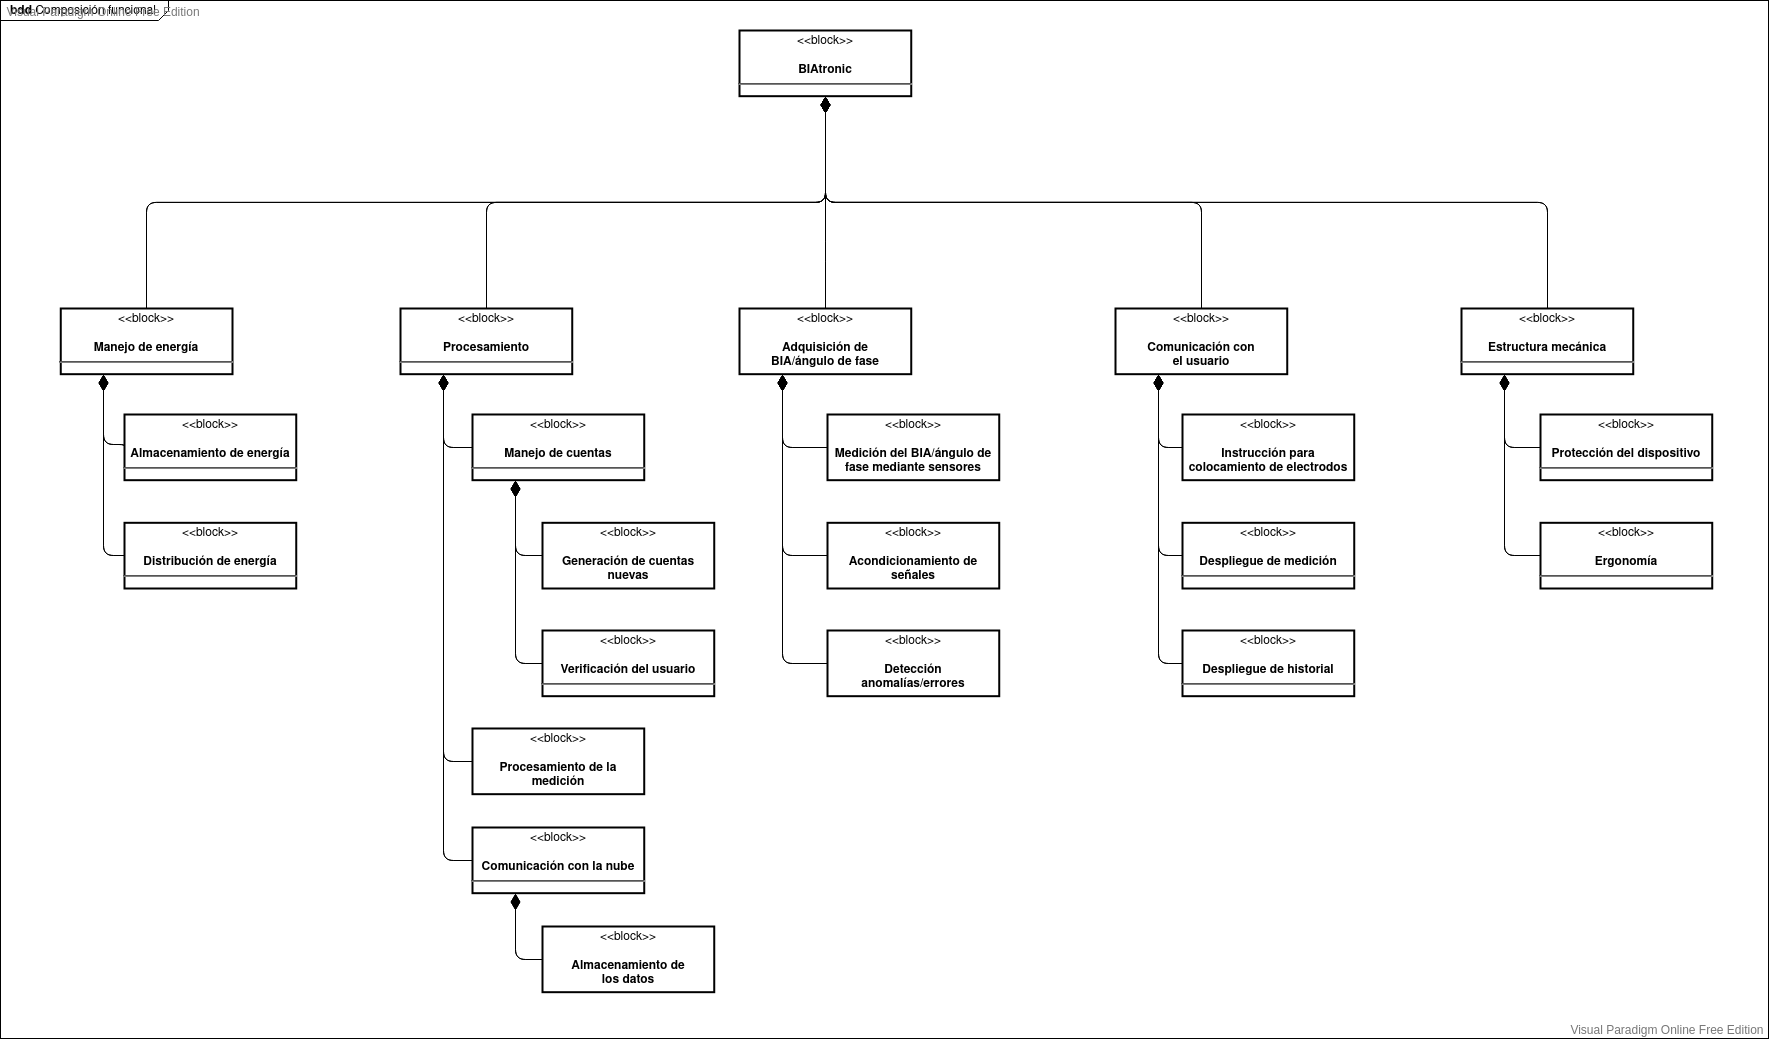 bdd Composición funcional
Visual Paradigm Online Free Edition
<<block>>
BIAtronic
<<block>>
Manejo de energía
<<block>>
Almacenamiento de energía
<<block>>
Distribución de energía
<<block>>
Procesamiento
<<block>>
Manejo de cuentas
<<block>>
Generación de cuentas
nuevas
<<block>>
Verificación del usuario
<<block>>
Procesamiento de la
medición
<<block>>
Comunicación con la nube
<<block>>
Almacenamiento de
los datos
<<block>>
Adquisición de
BIA/ángulo de fase
<<block>>
Medición del BIA/ángulo de
fase mediante sensores
<<block>>
Acondicionamiento de
señales
<<block>>
Detección
anomalías/errores
<<block>>
Comunicación con
el usuario
<<block>>
Instrucción para
colocamiento de electrodos
<<block>>
Despliegue de medición
<<block>>
Despliegue de historial
<<block>>
Estructura mecánica
<<block>>
Protección del dispositivo
<<block>>
Ergonomía
Visual Paradigm Online Free Edition